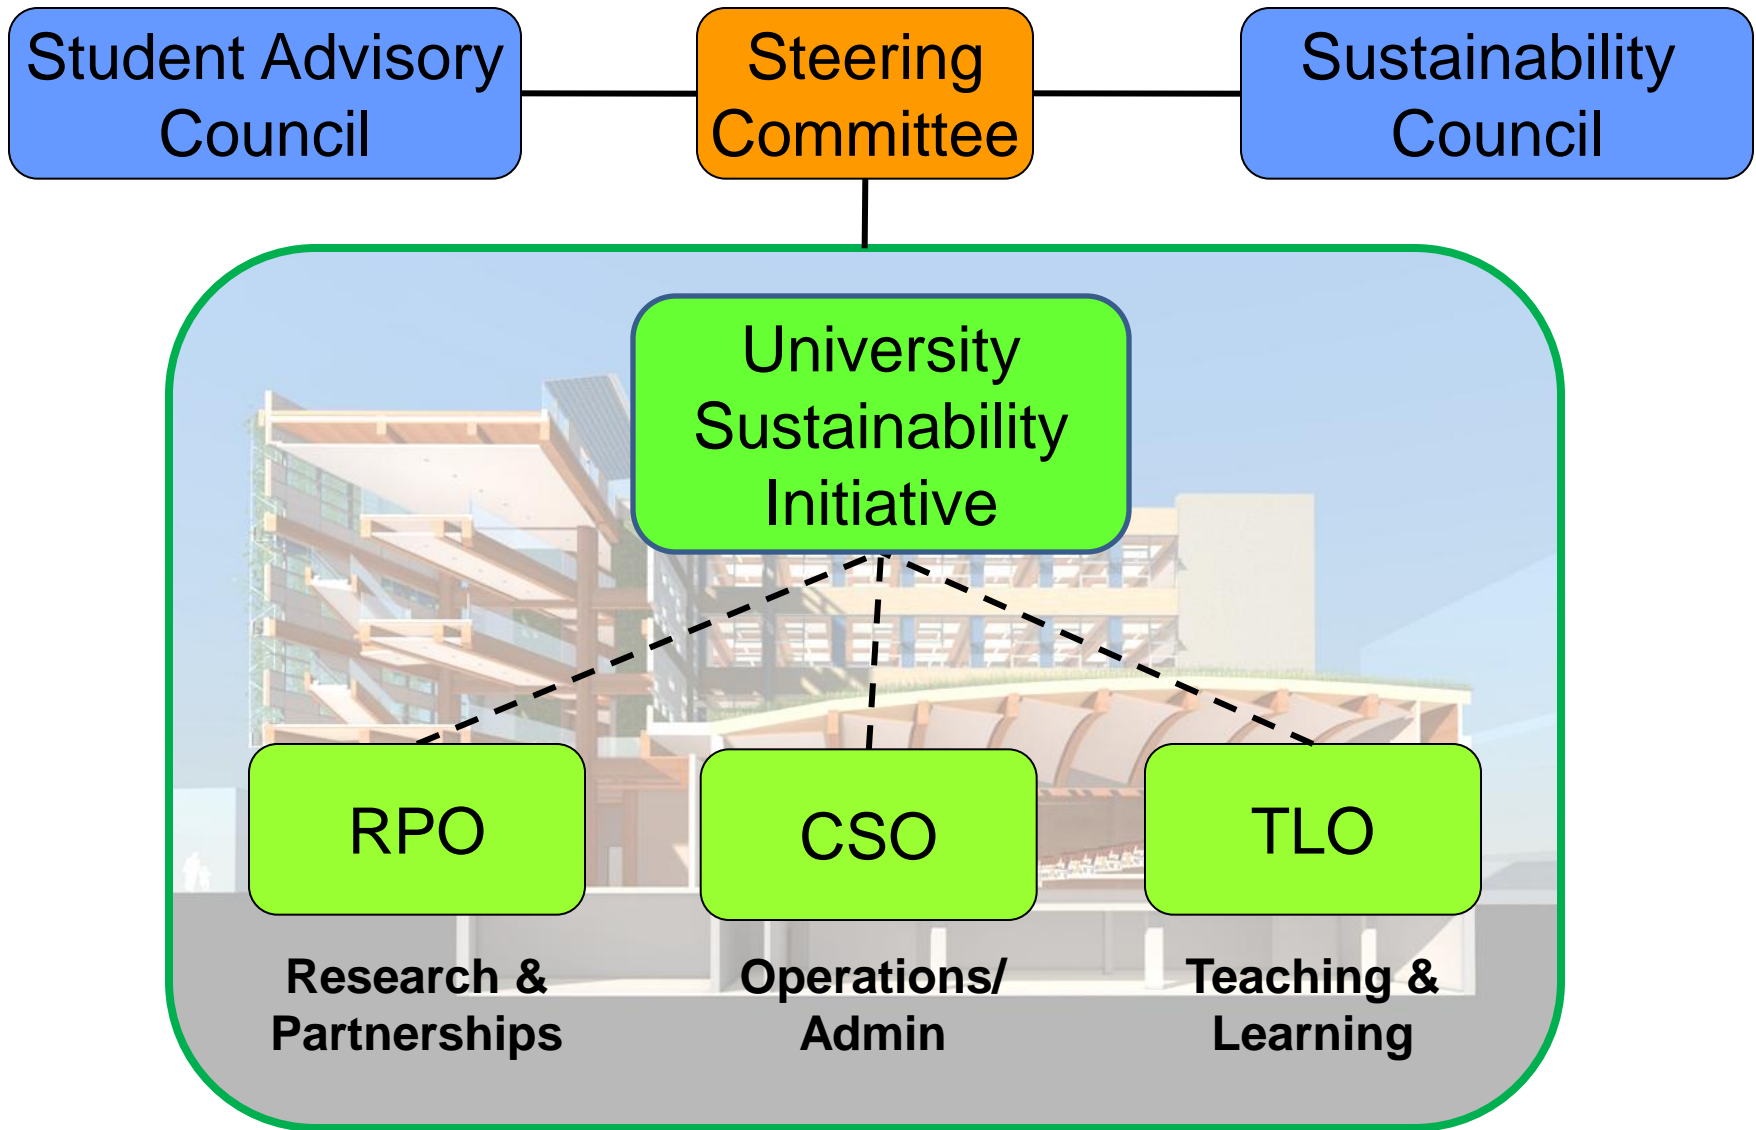 Student Advisory
Council
Steering
Committee
Sustainability
Council
University
Sustainability
Initiative
RPO
CSO
TLO
Research &
Partnerships
Operations/
Admin
Teaching &
Learning